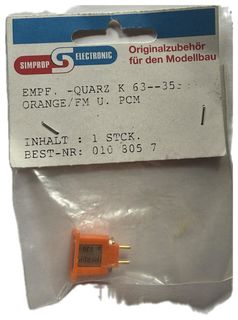 SIMPROP ELECTRONIC
Originalzubehör
für den Modellbau
EMPF. -QUARZ K 63--35
ORANGE/FM U. PCM
INHALT : 1 STCK.
BEST-NR: 010 805 7